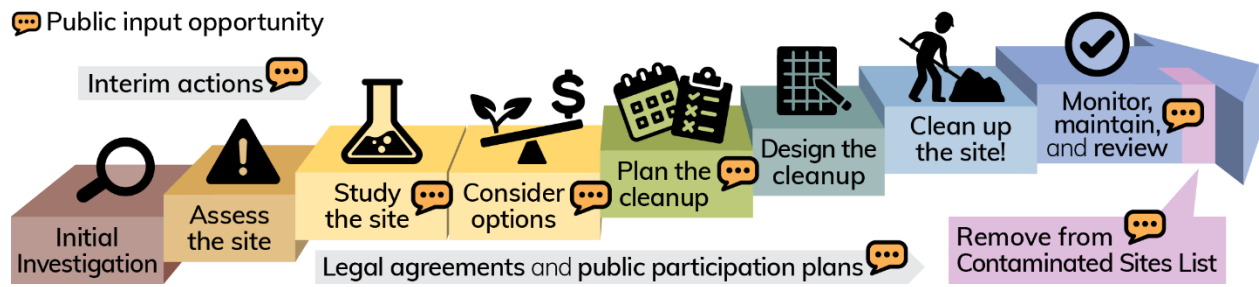 Public input opportunity
Interim actions
Initial
Investigation
Assess
the site
Study
the site
Consider
options
Plan the
cleanup
Design the
cleanup
Clean up
the site!
Monitor,
maintain,
and review
Legal agreements and public participation plans
Remove from
Contaminated Sites List